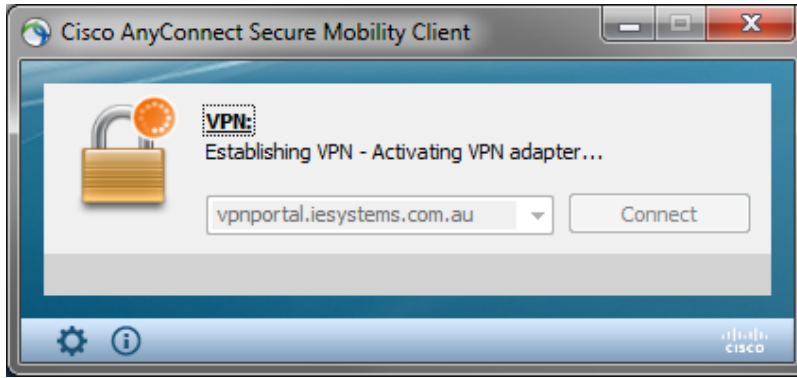 Cisco AnyConnect Secure Mobility Client
VPN:
Establishing VPN - Activating VPN adapter...
vpnportal.iesystems.com.au
Connect
cisco